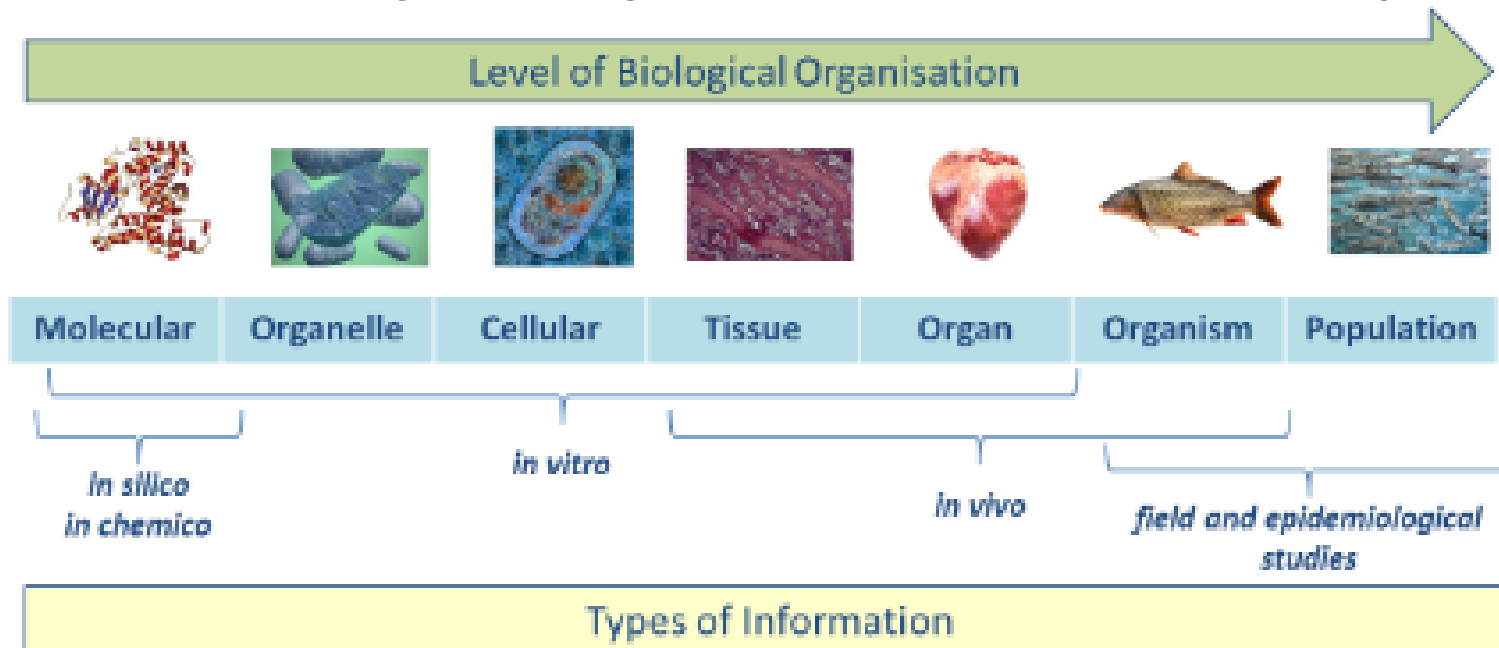 Level of Biological Organisation
Molecular Organelle Cellular Tissue Organ Organism Population
in vitro
in silico
in chemico
in vivo
field and epidemiological
studies
Types of Information